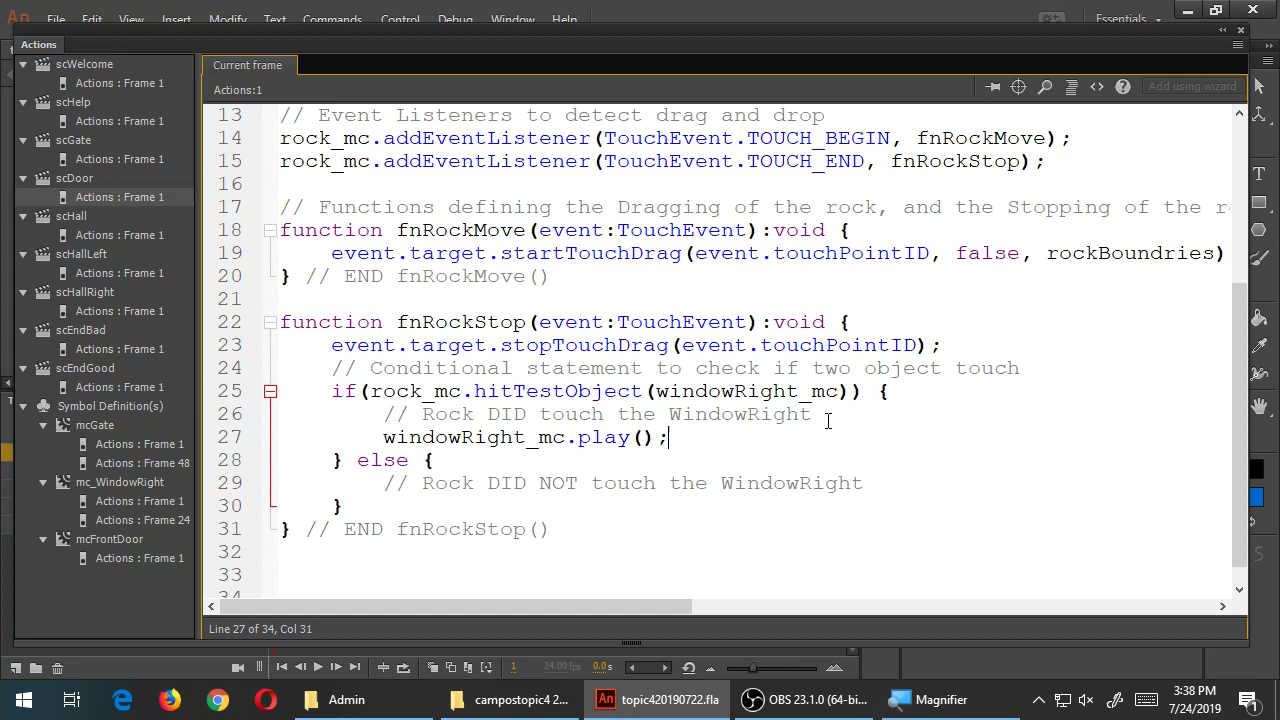 An File Edit View Insert Modify Text Commands Control Debug Window Help Essentials
Actions
scWelcome
Actions : Frame 1
scHelp
Actions : Frame 1
scGate
Actions : Frame 1
scDoor
Actions : Frame 1
scHall
Actions : Frame 1
scHallLeft
Actions : Frame 1
scHallRight
Actions : Frame 1
scEndBad
Actions : Frame 1
scEndGood
Actions : Frame 1
Symbol Definition(s)
mcGate
Actions : Frame 1
Actions : Frame 48
mc_WindowRight
Actions : Frame 1
Actions : Frame 24
mcFrontDoor
Actions : Frame 1
Current frame
Actions:1
Add using wizard
13 // Event Listeners to detect drag and drop
14 rock_mc.addEventListener(TouchEvent.TOUCH_BEGIN, fnRockMove);
15 rock_mc.addEventListener(TouchEvent.TOUCH_END, fnRockStop);
16
17 // Functions defining the Dragging of the rock, and the Stopping of the r
18 function fnRockMove(event:TouchEvent):void {
19 event.target.startTouchDrag(event.touchPointID, false, rockBoundries)
20 } // END fnRockMove()
21
22 function fnRockStop(event:TouchEvent):void {
23 event.target.stopTouchDrag(event.touchPointID);
24 // Conditional statement to check if two object touch
25 if(rock_mc.hitTestObject(windowRight_mc)) {
26 // Rock DID touch the WindowRight
27 windowRight_mc.play();
28 } else {
29 // Rock DID NOT touch the WindowRight
30 }
31 } // END fnRockStop()
32
33
34
Line 27 of 34, Col 31
1 24.00 fps 0.0 s
Admin campostopic4 2... An topic420190722.fla OBS 23.1.0 (64-bi... Magnifier
3:38 PM
7/24/2019